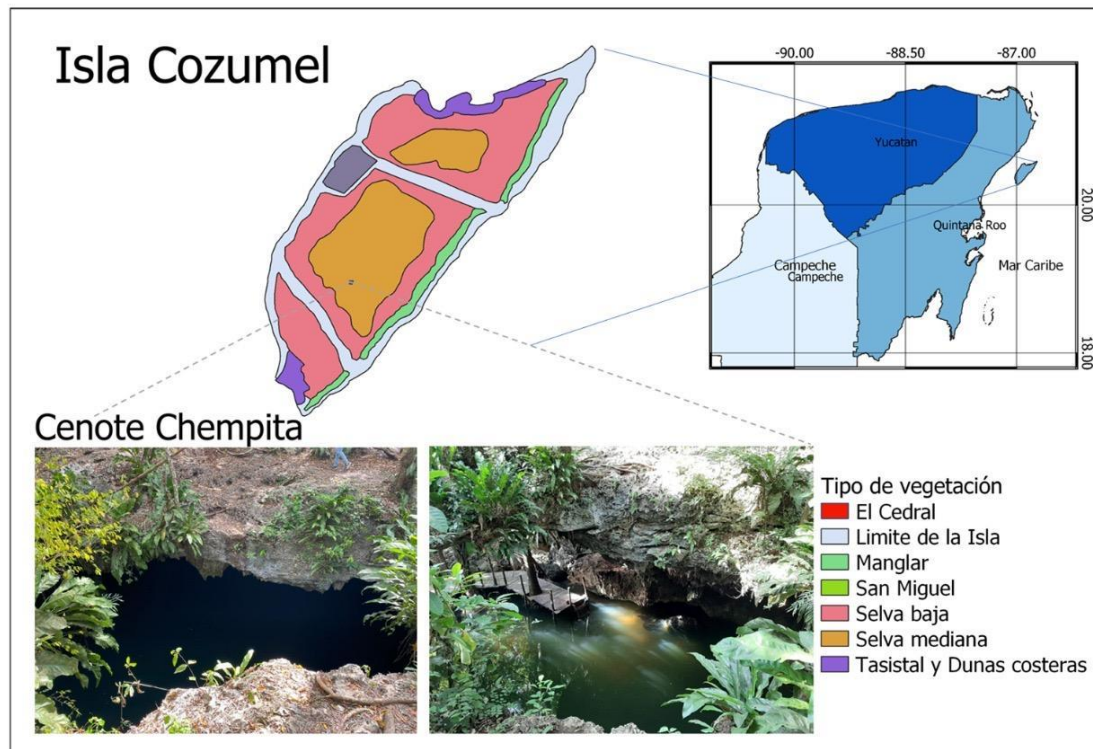 Isla Cozumel
-90.00
-88.50
-87.00
Yucatan
20.00
Quintana Roo
Campeche
Campeche
Mar Caribe
18.00
Cenote Chempita
Tipo de vegetación
El Cedral
Limite de la Isla
Manglar
San Miguel
Selva baja
Selva mediana
Tasistal y Dunas costeras